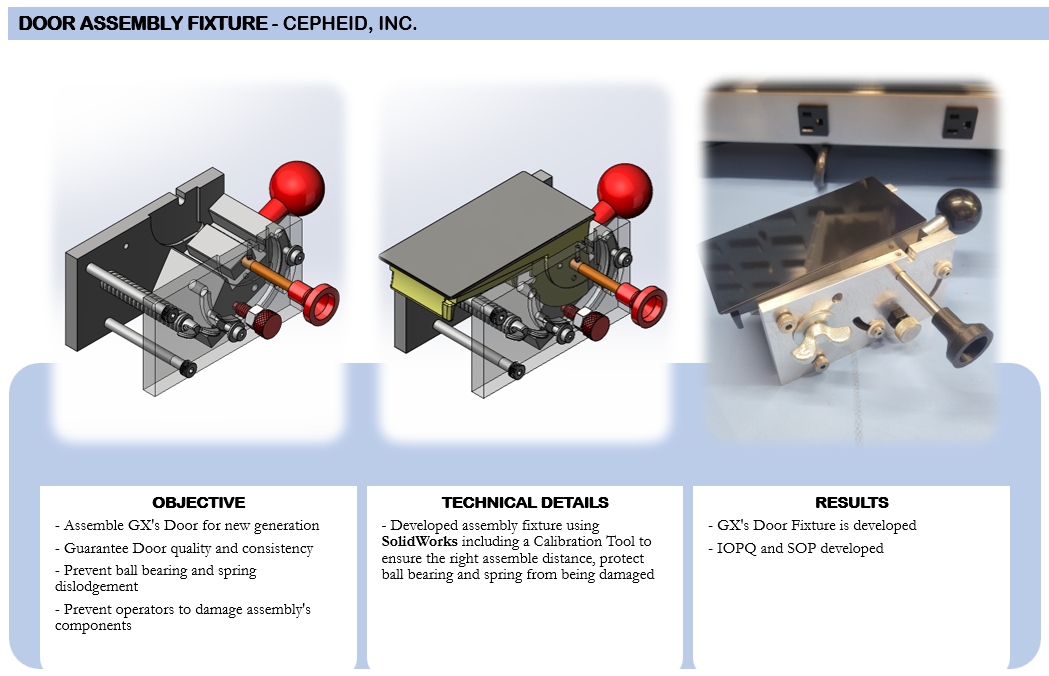 DOOR ASSEMBLY FIXTURE - CEPHEID, INC.
OBJECTIVE
- Assemble GX's Door for new generation
- Guarantee Door quality and consistency
- Prevent ball bearing and spring
dislodgement
- Prevent operators to damage assembly's
components
TECHNICAL DETAILS
- Developed assembly fixture using
SolidWorks including a Calibration Tool to
ensure the right assemble distance, protect
ball bearing and spring from being damaged
RESULTS
- GX's Door Fixture is developed
- IOPQ and SOP developed